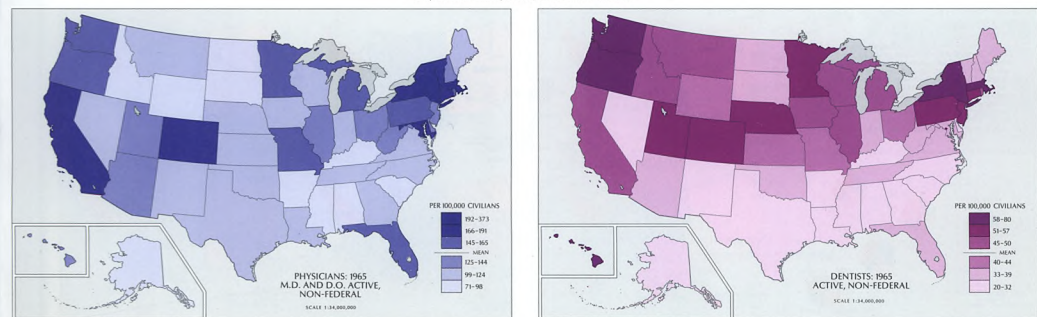 PER 100,000 CIVILIANS
192–373
166–191
145–165
MEAN
125–144
99–124
71–98
PHYSICIANS: 1965
M.D. AND D.O. ACTIVE,
NON-FEDERAL
SCALE 1:34,000,000
PER 100,000 CIVILIANS
58–80
51–57
45–50
MEAN
40–44
33–39
20–32
DENTISTS: 1965
ACTIVE, NON-FEDERAL
SCALE 1:34,000,000